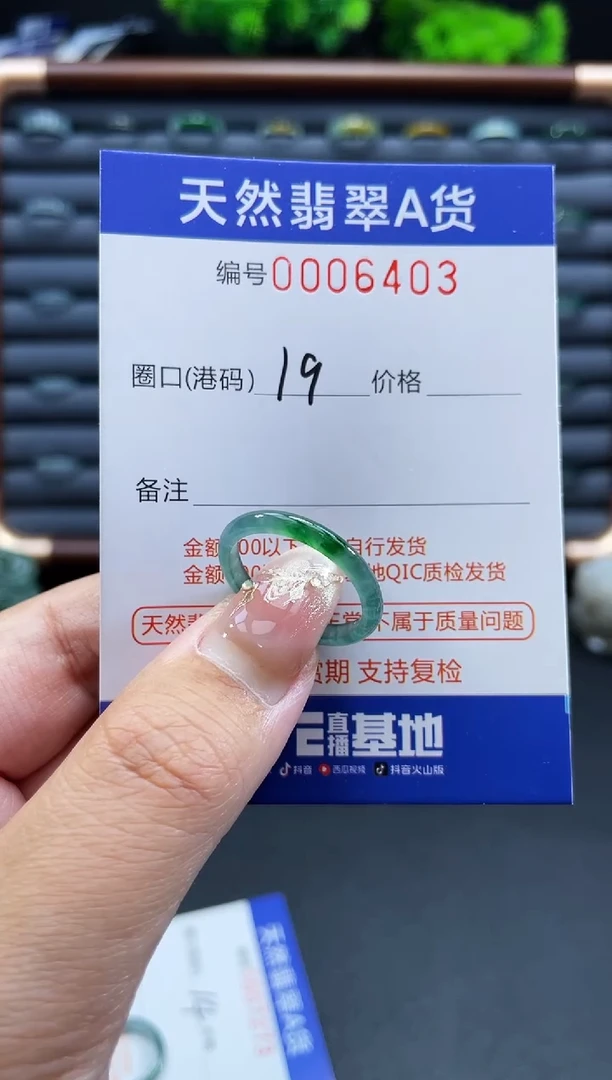 天然翡翠A货
编号0006403
圈口(港码) 19 价格
备注
金额 00以下 自行发货
金额 00 地QIC质检发货
天然 不属于质量问题
期 支持复检
E直播基地
抖音 西瓜视频 抖音火山版
天然翡翠A货